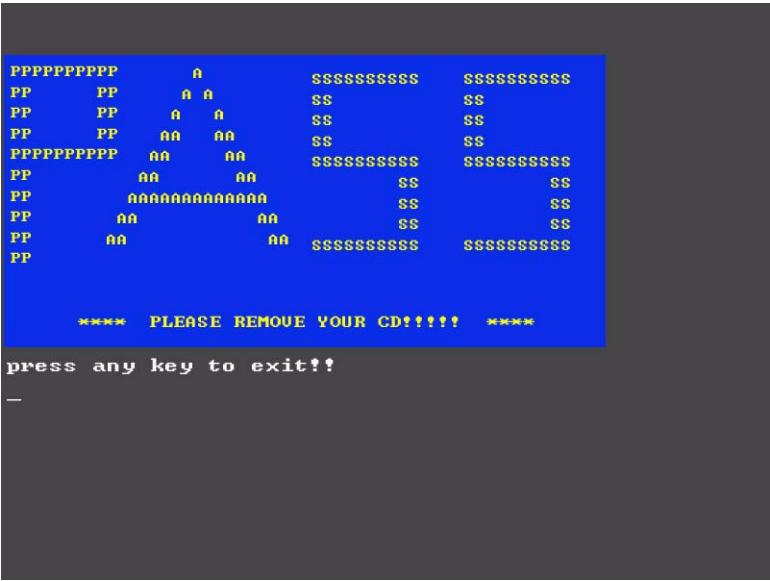 PPPPPPPPPP A SSSSSSSSSS SSSSSSSSSS
PP PP A A SS SS
PP PP A A SS SS
PP PP AA AA SS SS
PPPPPPPPPP AA AA SSSSSSSSSS SSSSSSSSSS
PP AA AA SS SS
PP AAAAAAAAAAAAA SS SS
PP AA AA SS SS
PP AA AA SSSSSSSSSS SSSSSSSSSS
PP
**** PLEASE REMOVE YOUR CD!!!!! ****
press any key to exit!!
_